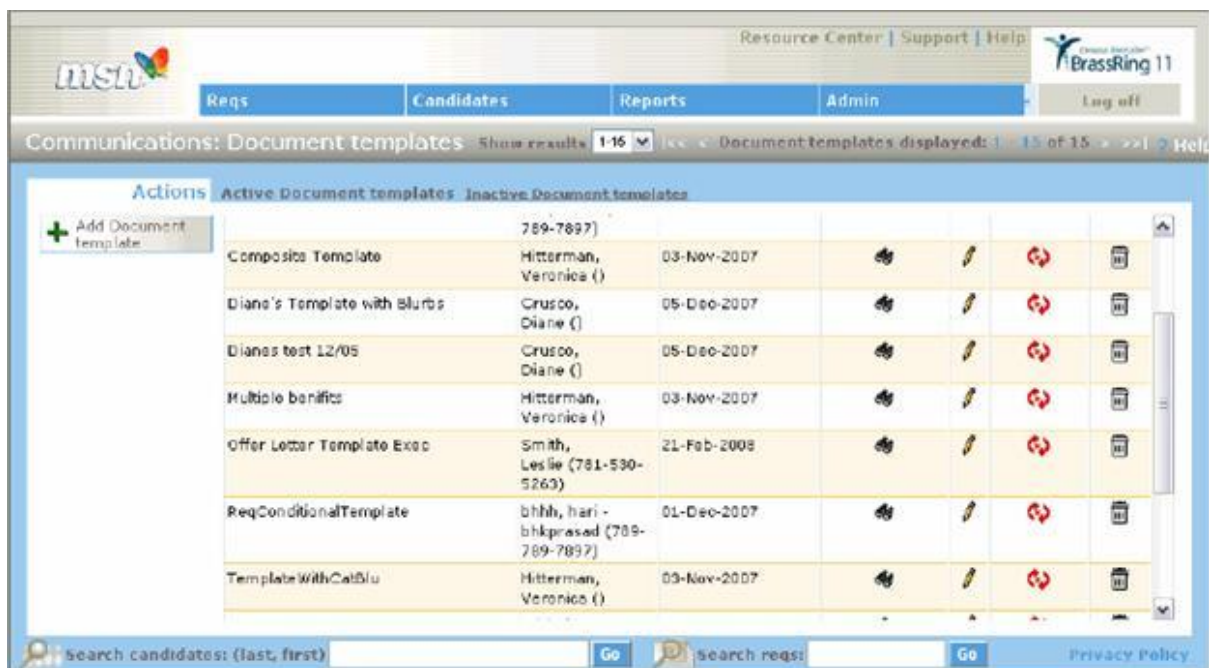 Resource Center | Support | Help
msn
BrassRing 11
Reqs Candidates Reports Admin Log off
Communications: Document templates Show results 1-15 Document templates displayed: 1 - 15 of 15 > >>| ? Help
Actions Active Document templates Inactive Document templates
Add Document
template
789-7897)
Composite Template Hitterman, 03-Nov-2007
Veronica ()
Diane's Template with Blurbs Crusco, 05-Dec-2007
Diane ()
Dianes test 12/05 Crusco, 05-Dec-2007
Diane ()
Multiple benifits Hitterman, 03-Nov-2007
Veronica ()
Offer Letter Template Exec Smith, 21-Feb-2008
Leslie (781-530-
5263)
ReqConditionalTemplate bhhh, hari - 01-Dec-2007
bhkprasad (789-
789-7897)
TemplateWithCatBlu Hitterman, 03-Nov-2007
Veronica ()
Search candidates: (last, first) Go Search reqs: Go Privacy Policy